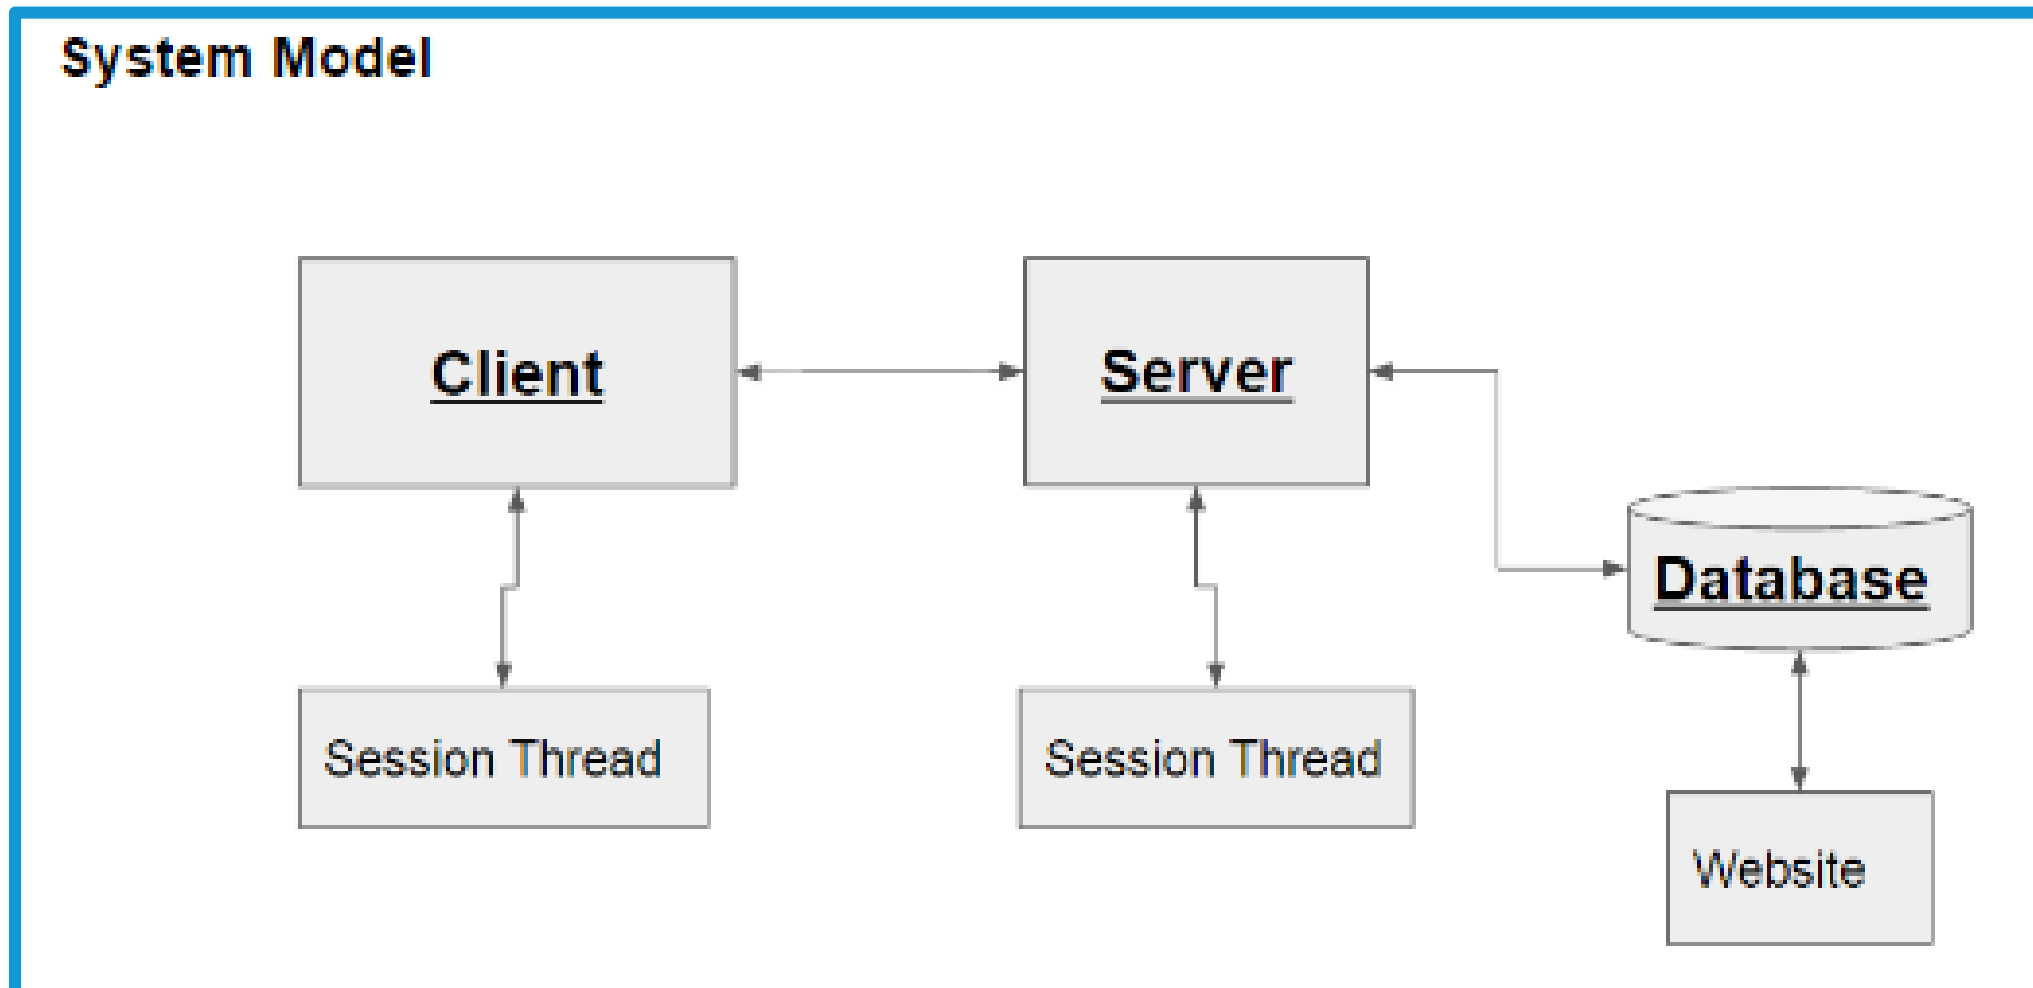 System Model
Client
Server
Database
Session Thread
Session Thread
Website